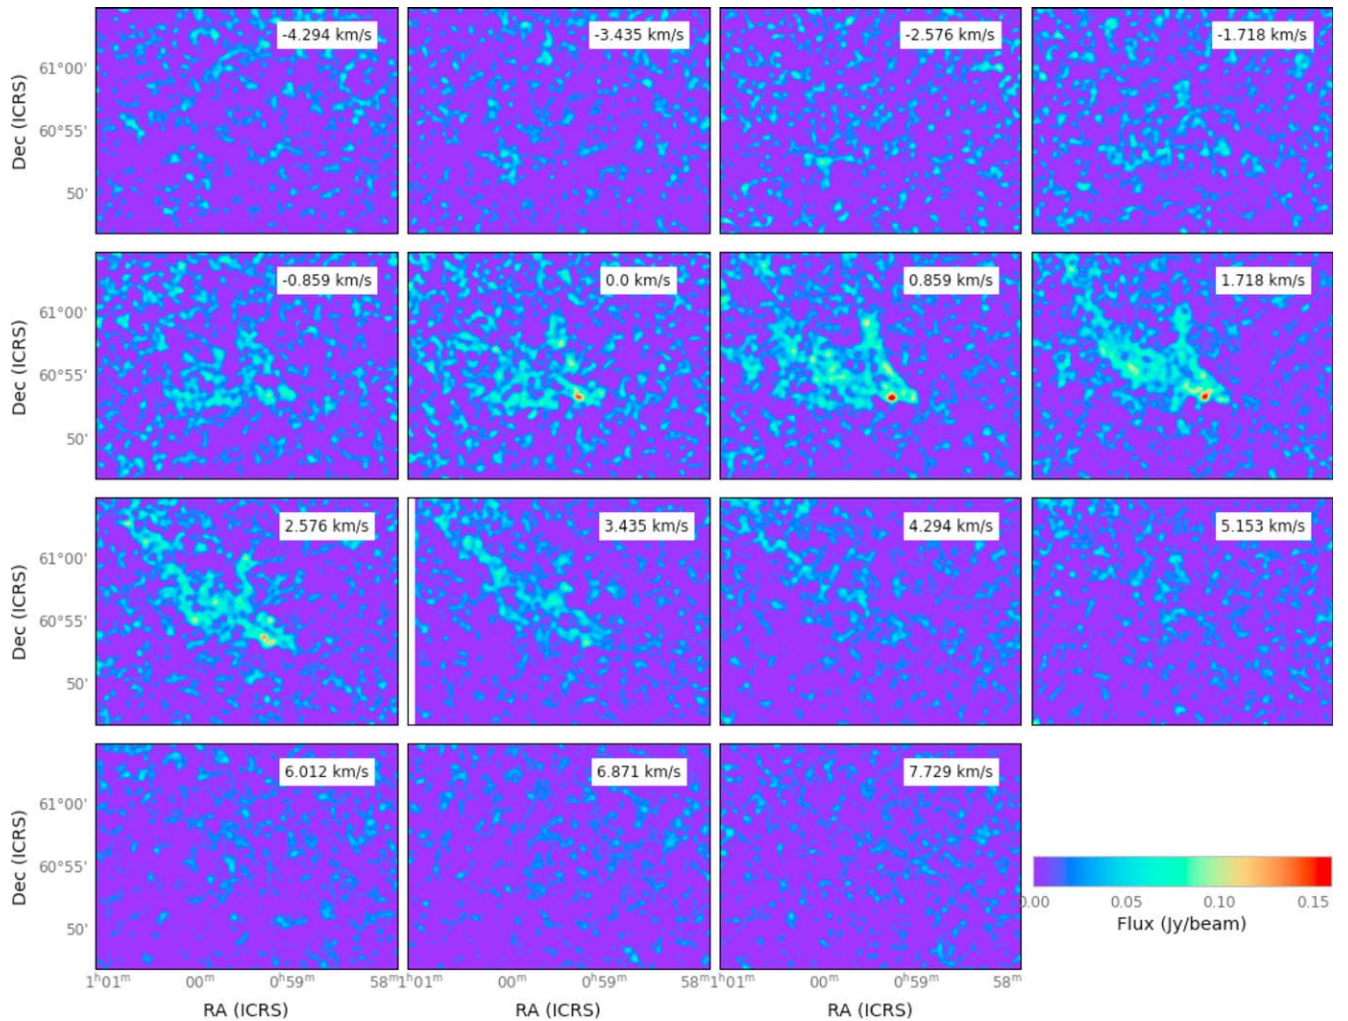 -4.294 km/s
-3.435 km/s
-2.576 km/s
-1.718 km/s
61°00'
60°55'
50'
Dec (ICRS)
-0.859 km/s
0.0 km/s
0.859 km/s
1.718 km/s
61°00'
60°55'
50'
Dec (ICRS)
2.576 km/s
3.435 km/s
4.294 km/s
5.153 km/s
61°00'
60°55'
50'
Dec (ICRS)
6.012 km/s
6.871 km/s
7.729 km/s
61°00'
60°55'
50'
Dec (ICRS)
0.00 0.05 0.10 0.15
Flux (Jy/beam)
1ʰ01ᵐ 00ᵐ 0ʰ59ᵐ 58ᵐ 1ʰ01ᵐ 00ᵐ 0ʰ59ᵐ 58ᵐ 1ʰ01ᵐ 00ᵐ 0ʰ59ᵐ 58ᵐ
RA (ICRS) RA (ICRS) RA (ICRS)